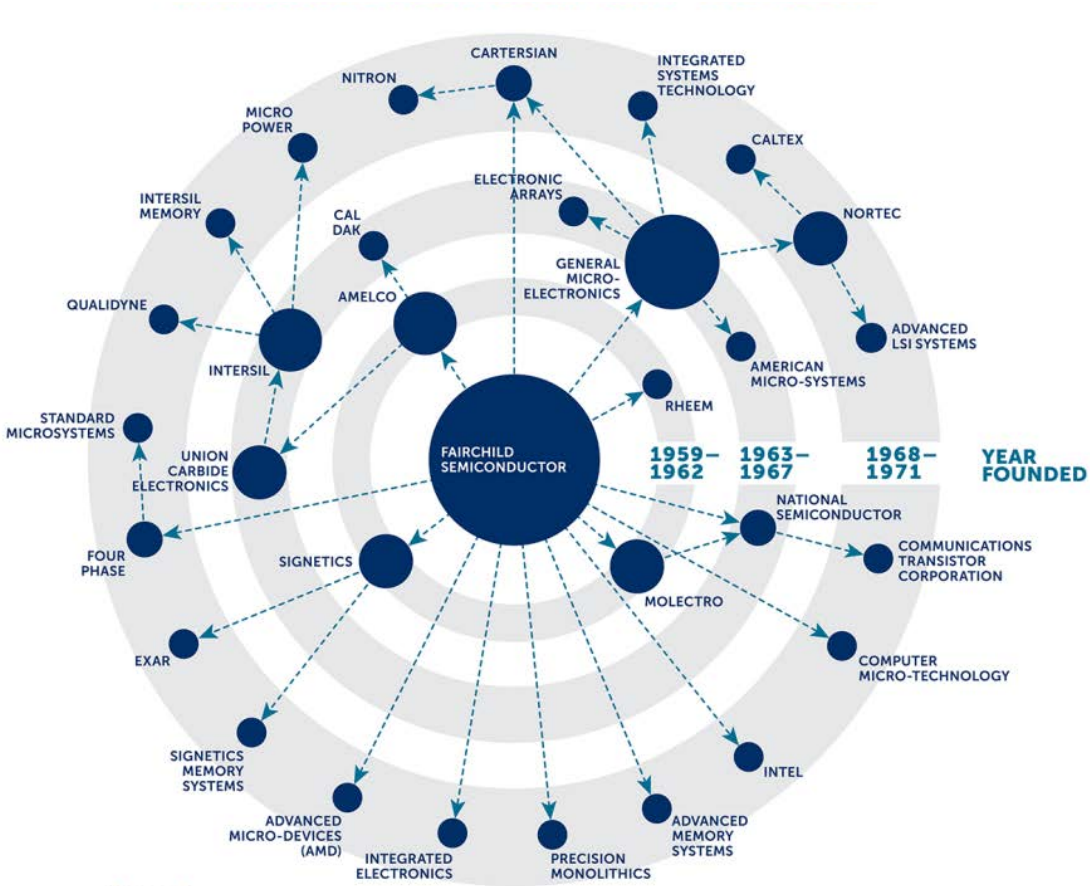 CARTERSIAN
NITRON
INTEGRATED
SYSTEMS
TECHNOLOGY
MICRO
POWER
CALTEX
INTERSIL
MEMORY
ELECTRONIC
ARRAYS
CAL
DAK
NORTEC
GENERAL
MICRO-
ELECTRONICS
QUALIDYNE
AMELCO
ADVANCED
LSI SYSTEMS
INTERSIL
AMERICAN
MICRO-SYSTEMS
RHEEM
STANDARD
MICROSYSTEMS
UNION
CARBIDE
ELECTRONICS
FAIRCHILD
SEMICONDUCTOR
1959–
1962
1963–
1967
1968–
1971
YEAR
FOUNDED
NATIONAL
SEMICONDUCTOR
FOUR
PHASE
SIGNETICS
COMMUNICATIONS
TRANSISTOR
CORPORATION
MOLECTRO
EXAR
COMPUTER
MICRO-TECHNOLOGY
SIGNETICS
MEMORY
SYSTEMS
INTEL
ADVANCED
MICRO-DEVICES
(AMD)
INTEGRATED
ELECTRONICS
PRECISION
MONOLITHICS
ADVANCED
MEMORY
SYSTEMS